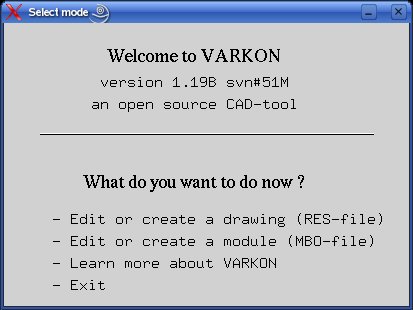 Select mode
Welcome to VARKON
version 1.19B svn#51M
an open source CAD-tool
What do you want to do now ?
- Edit or create a drawing (RES-file)
- Edit or create a module (MBO-file)
- Learn more about VARKON
- Exit